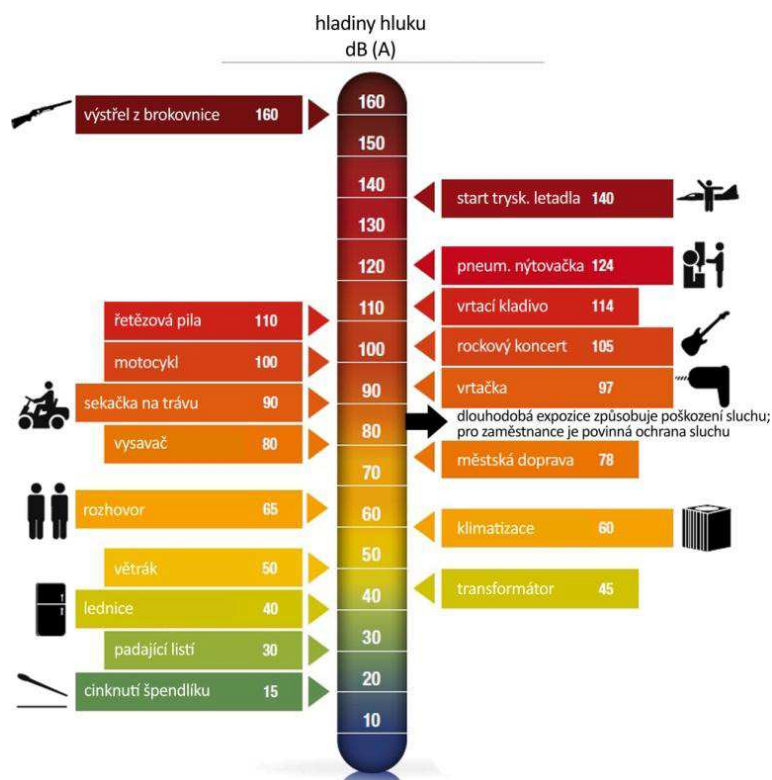 hladiny hluku
dB (A)
160
150
140
130
120
110
100
90
80
70
60
50
40
30
20
10
výstřel z brokovnice 160
start trysk. letadla 140
pneum. nýtovačka 124
vrtací kladivo 114
řetězová pila 110
rockový koncert 105
motocykl 100
vrtačka 97
sekačka na trávu 90
dlouhodobá expozice způsobuje poškození sluchu;
pro zaměstnance je povinná ochrana sluchu
vysavač 80
městská doprava 78
rozhovor 65
klimatizace 60
větrák 50
transformátor 45
lednice 40
padající listí 30
cinknutí špendlíku 15